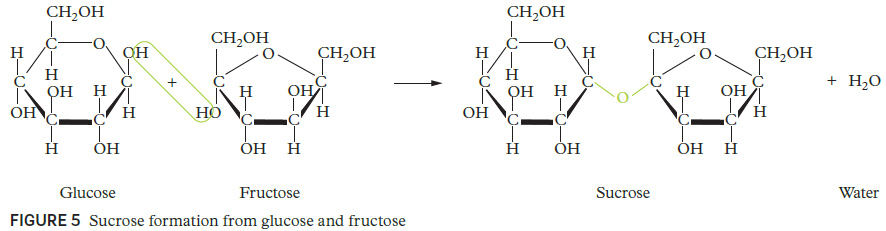 CH₂OH CH₂OH
H C O OH CH₂OH O CH₂OH H C O H CH₂OH O CH₂OH
H H
C OH H C + C H OH C C OH H C O C H OH C + H₂O
OH C C H HO C C H OH C C C C H
H OH OH H H OH OH H
Glucose Fructose Sucrose Water
FIGURE 5 Sucrose formation from glucose and fructose